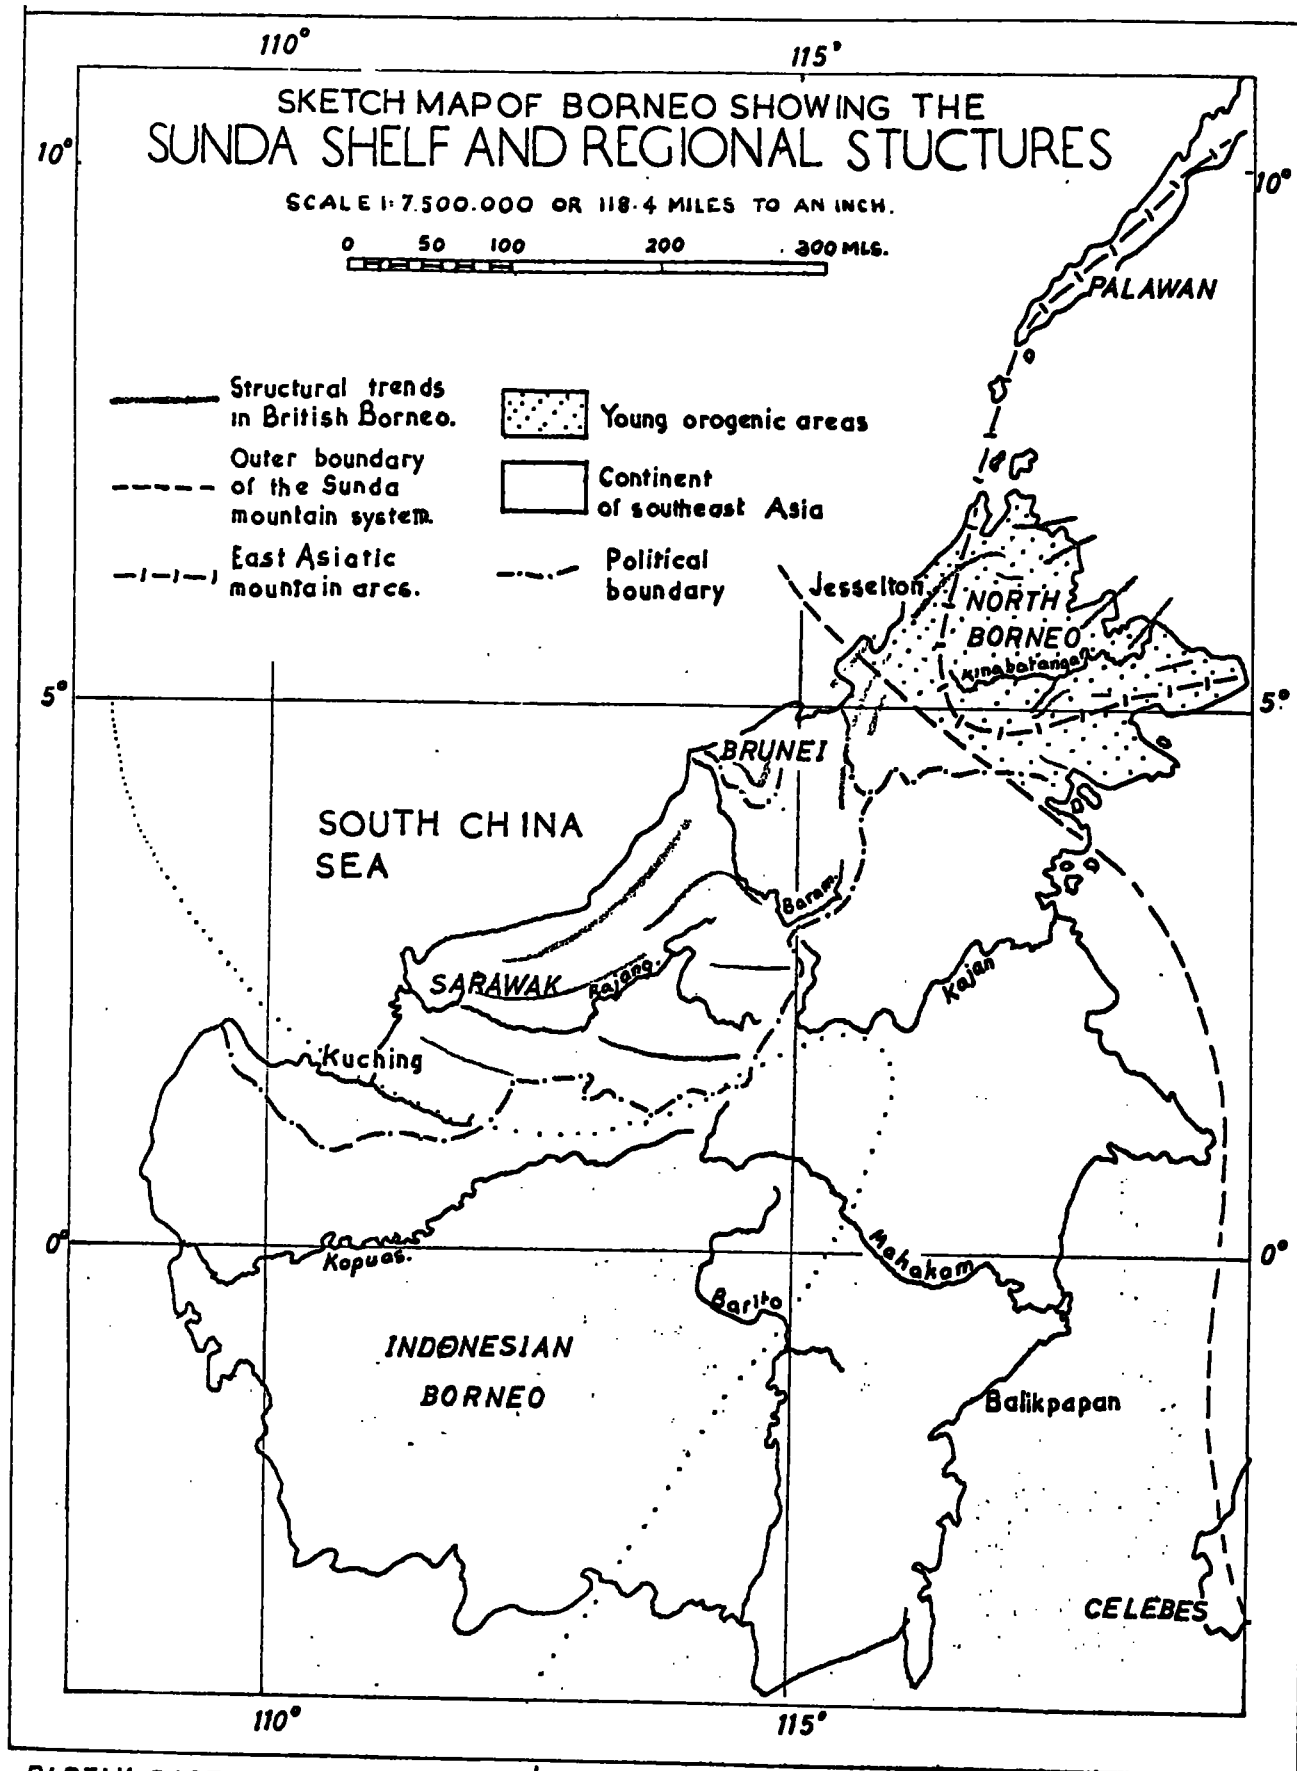 110°
115°
SKETCH MAP OF BORNEO SHOWING THE
SUNDA SHELF AND REGIONAL STUCTURES
10°
10°
SCALE 1: 7.500.000 OR 118.4 MILES TO AN INCH.
0 50 100 200 300 MLS.
PALAWAN
Structural trends
in British Borneo.
Young orogenic areas
Outer boundary
of the Sunda
mountain system.
Continent
of southeast Asia
East Asiatic
mountain arcs.
Political
boundary
Jesselton.
NORTH
BORNEO
Kinabatangan
5°
5°
BRUNEI
SOUTH CHINA
SEA
Baram.
SARAWAK
Rajang.
Kajan
Kuching
0°
0°
Kapuas.
Mahakam
Barito
INDONESIAN
BORNEO
Balikpapan
CELEBES
110°
115°